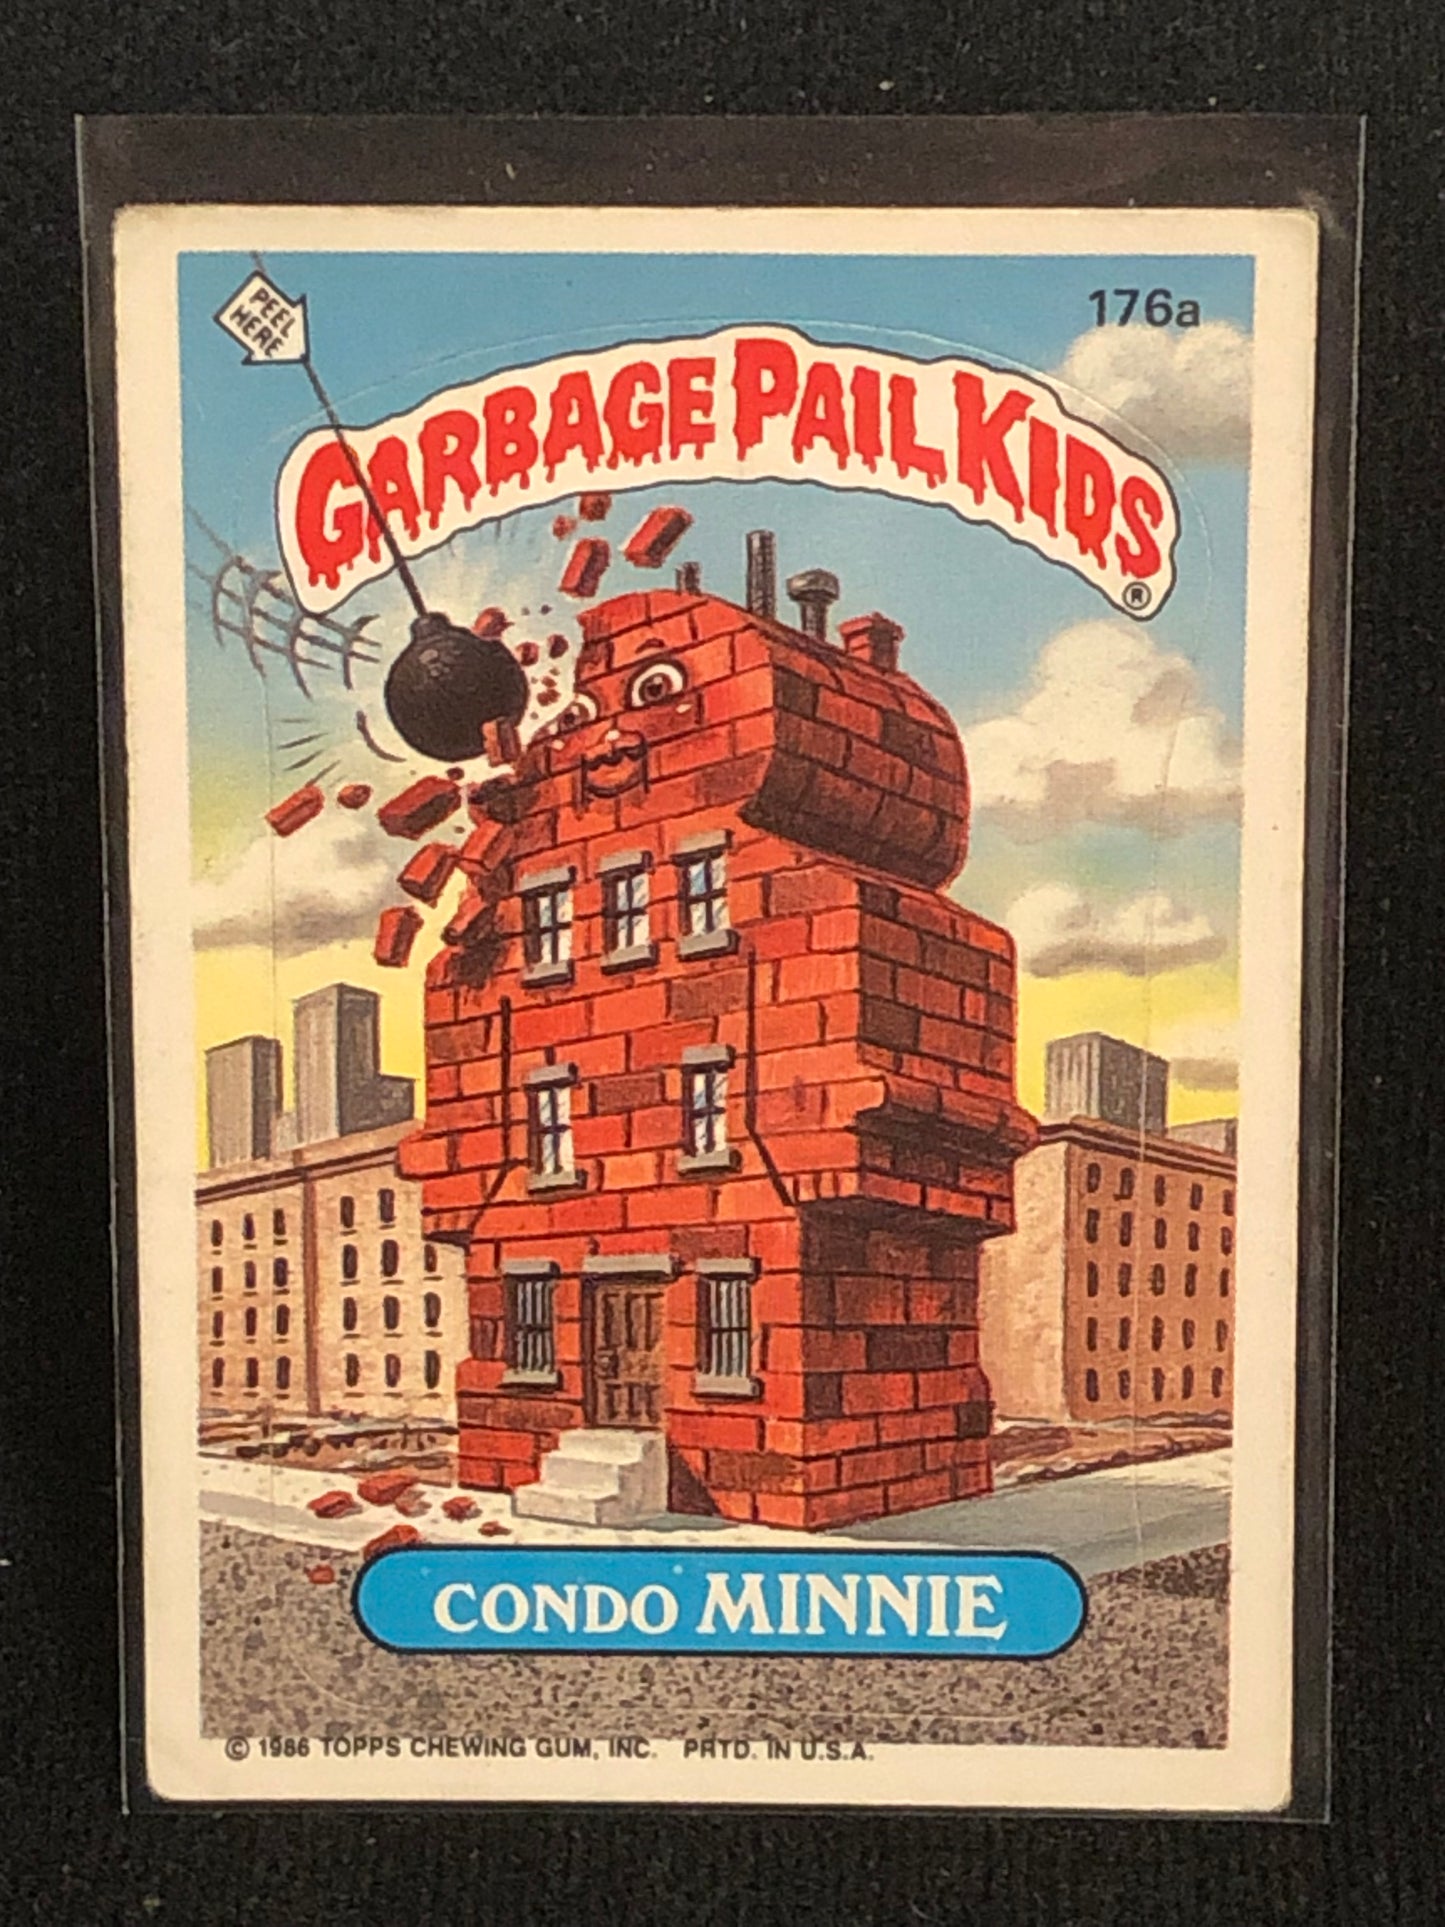 PEEL
HERE
176a
GARBAGE PAIL KIDS
®
CONDO MINNIE
© 1986 TOPPS CHEWING GUM, INC. PRTD. IN U.S.A.